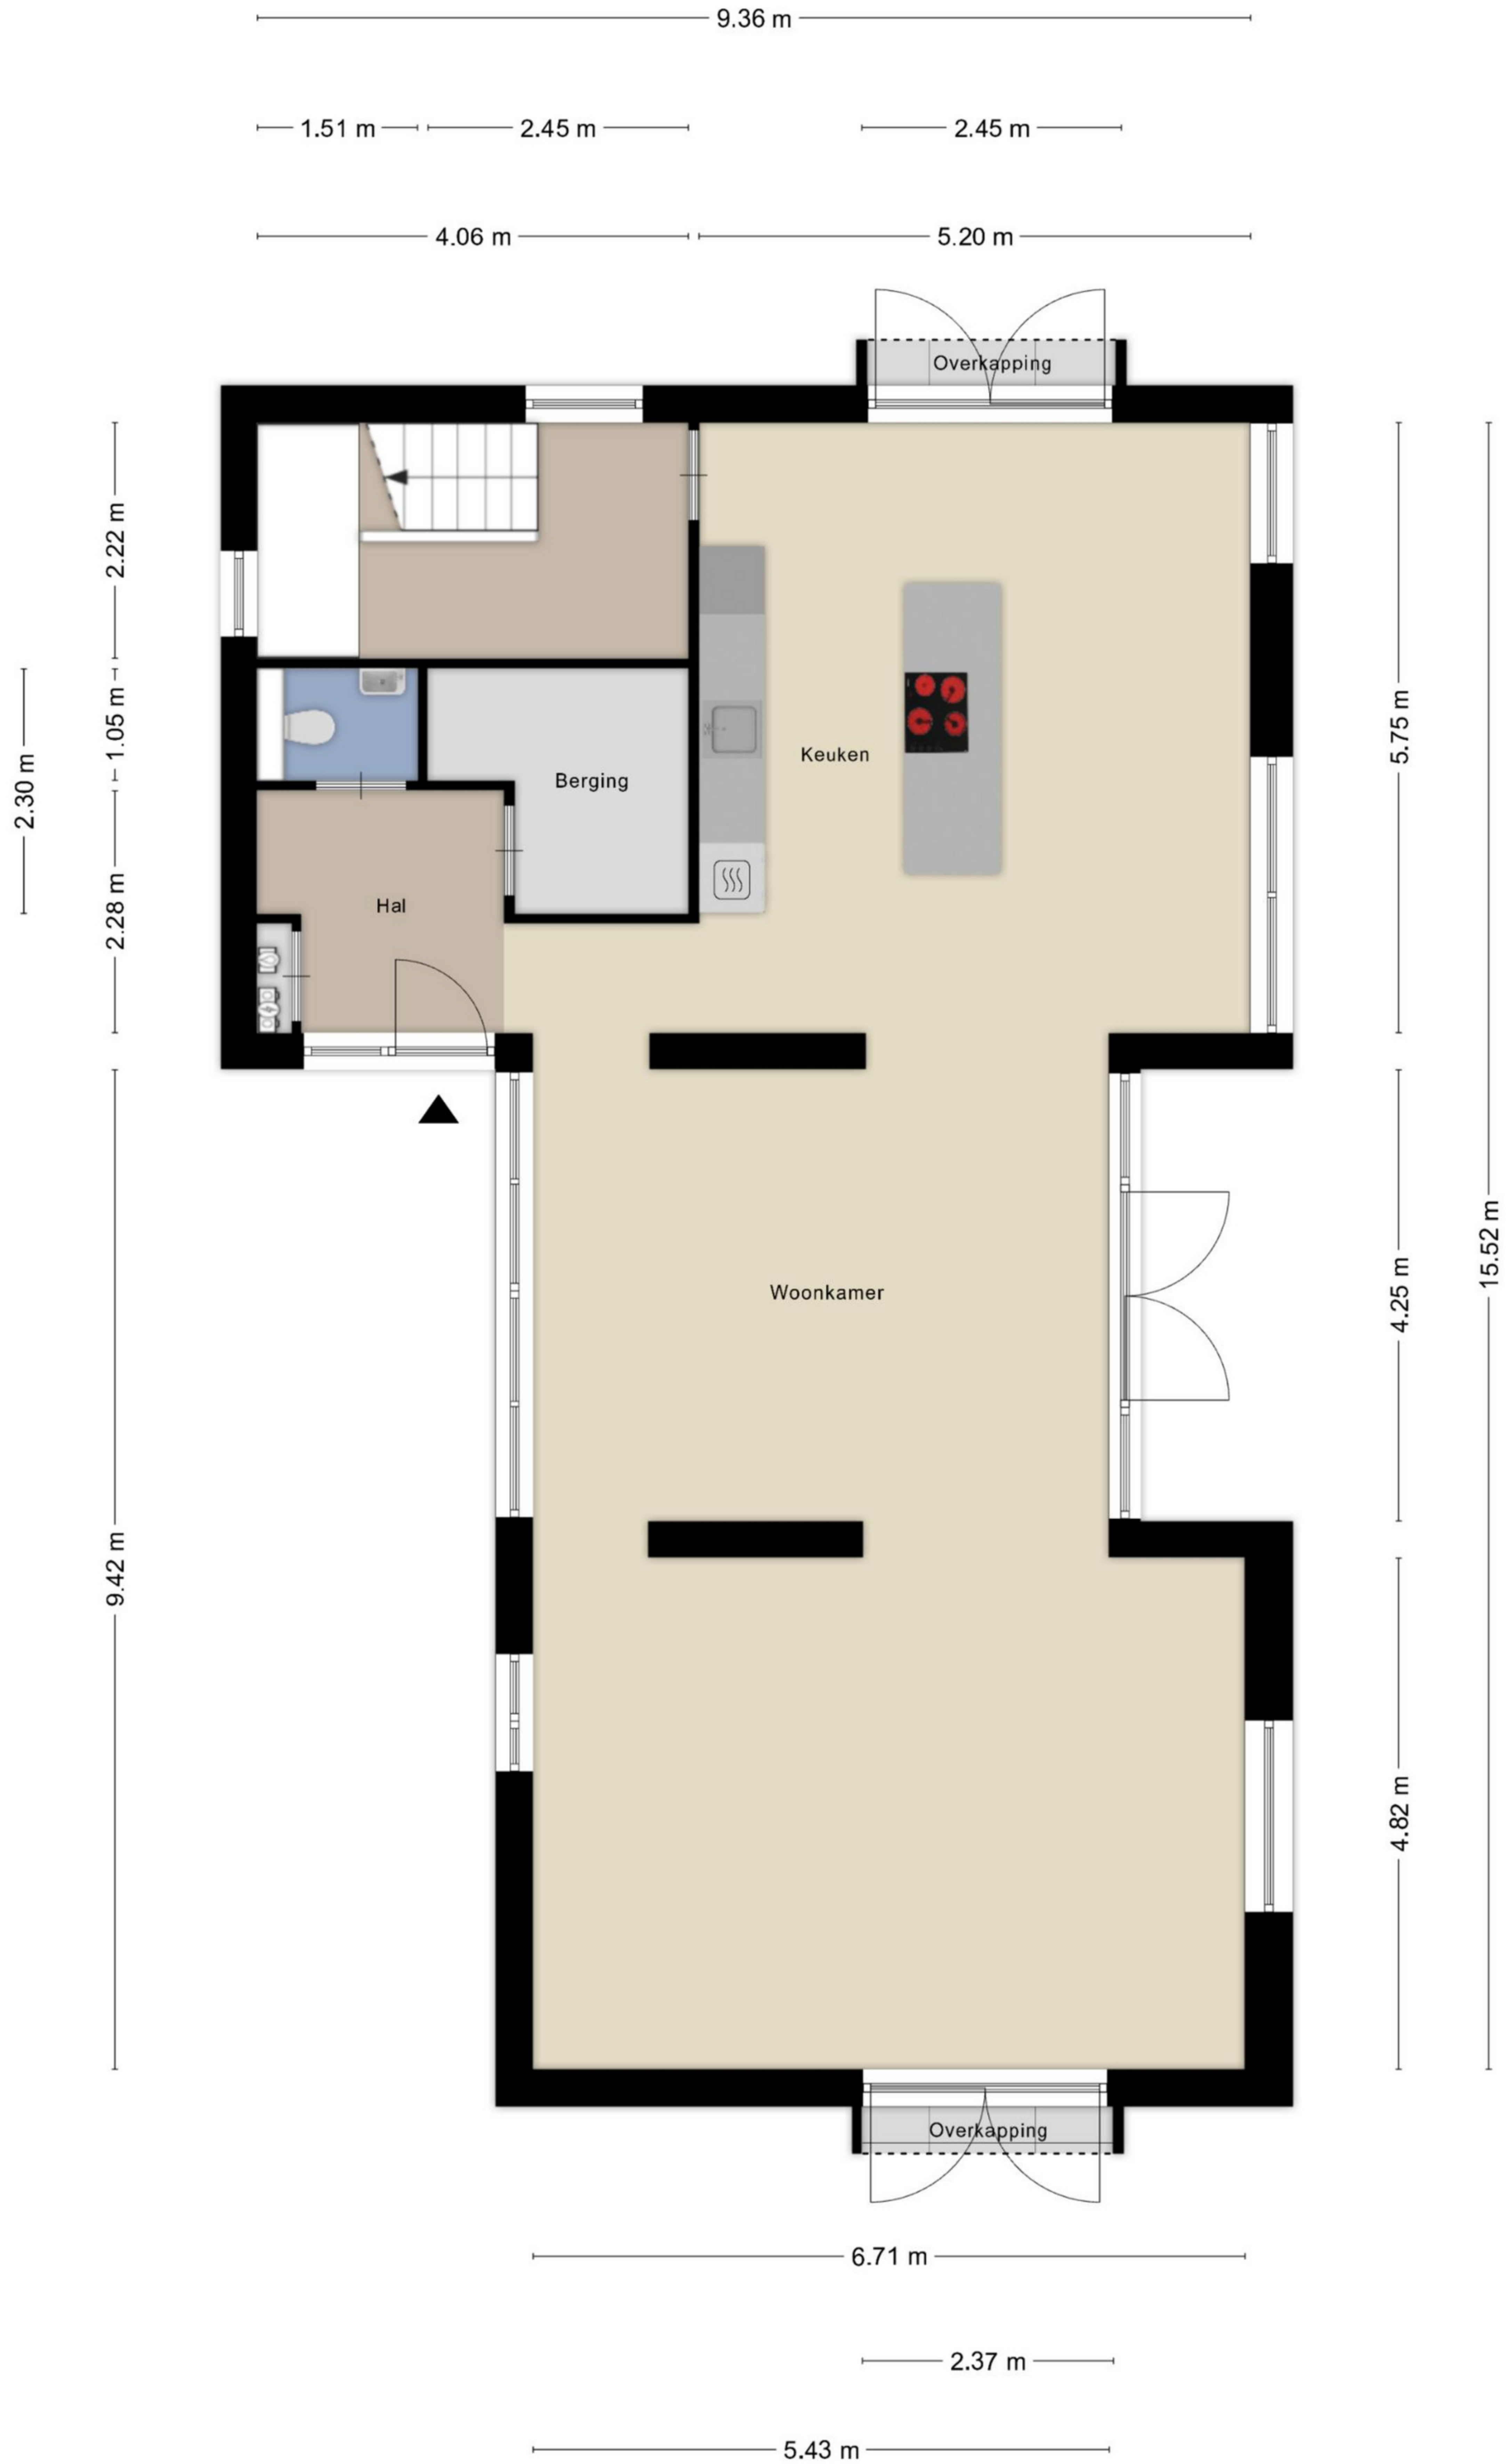 9.36 m
1.51 m
2.45 m
2.45 m
4.06 m
5.20 m
Overkapping
2.22 m
1.05 m
2.30 m
2.28 m
Keuken
Berging
Hal
5.75 m
15.52 m
4.25 m
Woonkamer
9.42 m
4.82 m
Overkapping
6.71 m
2.37 m
5.43 m